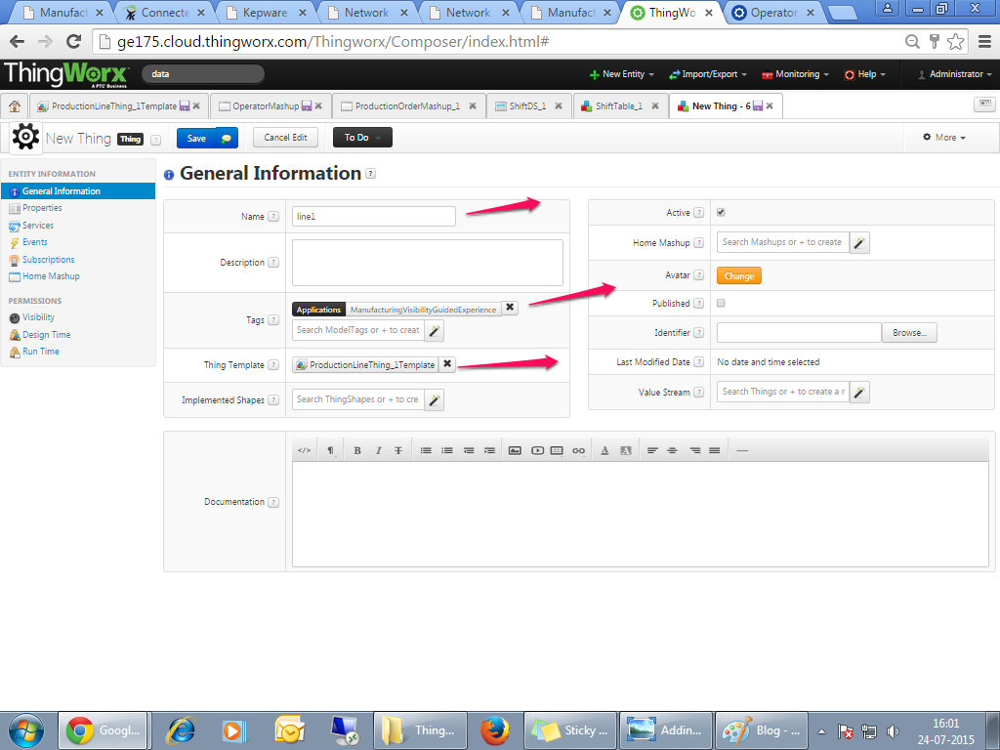 Manufact
Connecte
Kepware
Network
Network
Manufact
ThingWo
Operator
ge175.cloud.thingworx.com/Thingworx/Composer/index.html#
ThingWorx
A PTC Business
data
New Entity
Import/Export
Monitoring
Help
Administrator
ProductionLineThing_1Template
OperatorMashup
ProductionOrderMashup_1
ShiftDS_1
ShiftTable_1
New Thing - 6
New Thing Thing ?
Save
Cancel Edit
To Do
More
ENTITY INFORMATION
General Information
Properties
Services
Events
Subscriptions
Home Mashup
PERMISSIONS
Visibility
Design Time
Run Time
General Information ?
Name ? line1
Description ?
Tags ? Applications ManufacturingVisibilityGuidedExperience
Search ModelTags or + to creat
Thing Template ? ProductionLineThing_1Template
Implemented Shapes ? Search ThingShapes or + to cre
Active ?
Home Mashup ? Search Mashups or + to create
Avatar ? Change
Published ?
Identifier ? Browse...
Last Modified Date ? No date and time selected
Value Stream ? Search Things or + to create a r
Documentation ?
B I T
A A
Googl...
Thing...
Sticky ...
Addin...
Blog - ...
16:01
24-07-2015